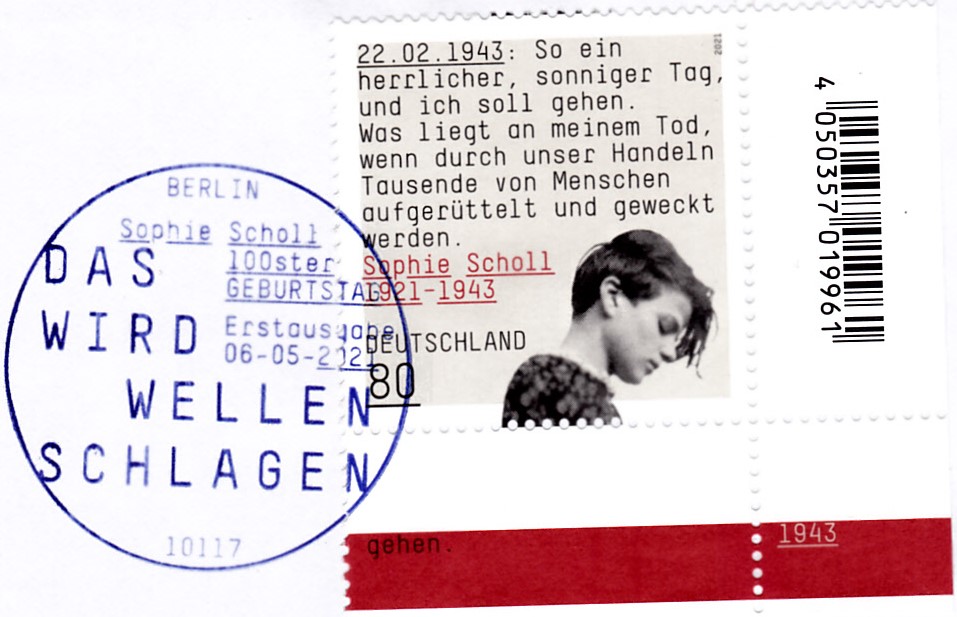 BERLIN
Sophie Scholl
100ster
GEBURTSTAG
Erstausgabe
06-05-2021
DAS
WIRD
WELLEN
SCHLAGEN
10117
22.02.1943: So ein
herrlicher, sonniger Tag,
und ich soll gehen.
Was liegt an meinem Tod,
wenn durch unser Handeln
Tausende von Menschen
aufgerüttelt und geweckt
werden.
Sophie Scholl
1921-1943
DEUTSCHLAND
80
2021
4 050357 019961
gehen.
1943